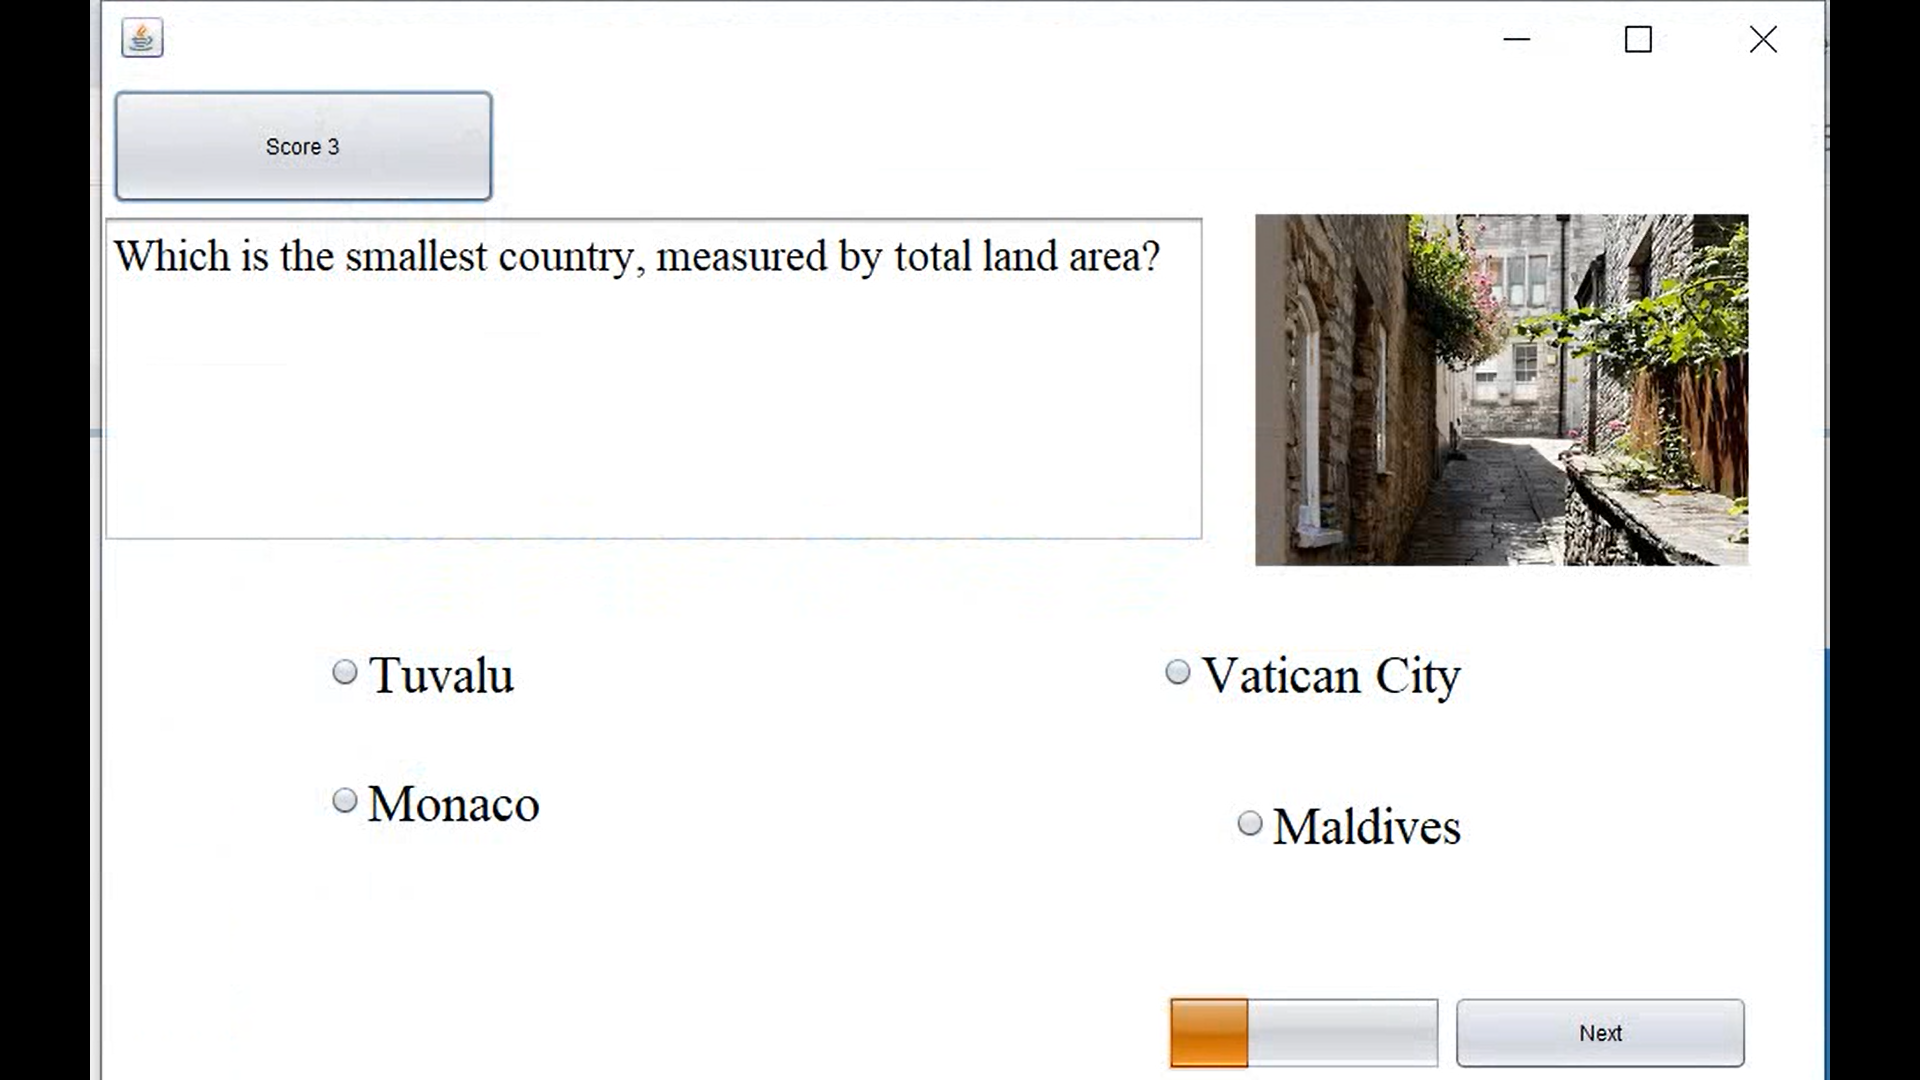 Score 3
Which is the smallest country, measured by total land area?
Tuvalu
Vatican City
Monaco
Maldives
Next